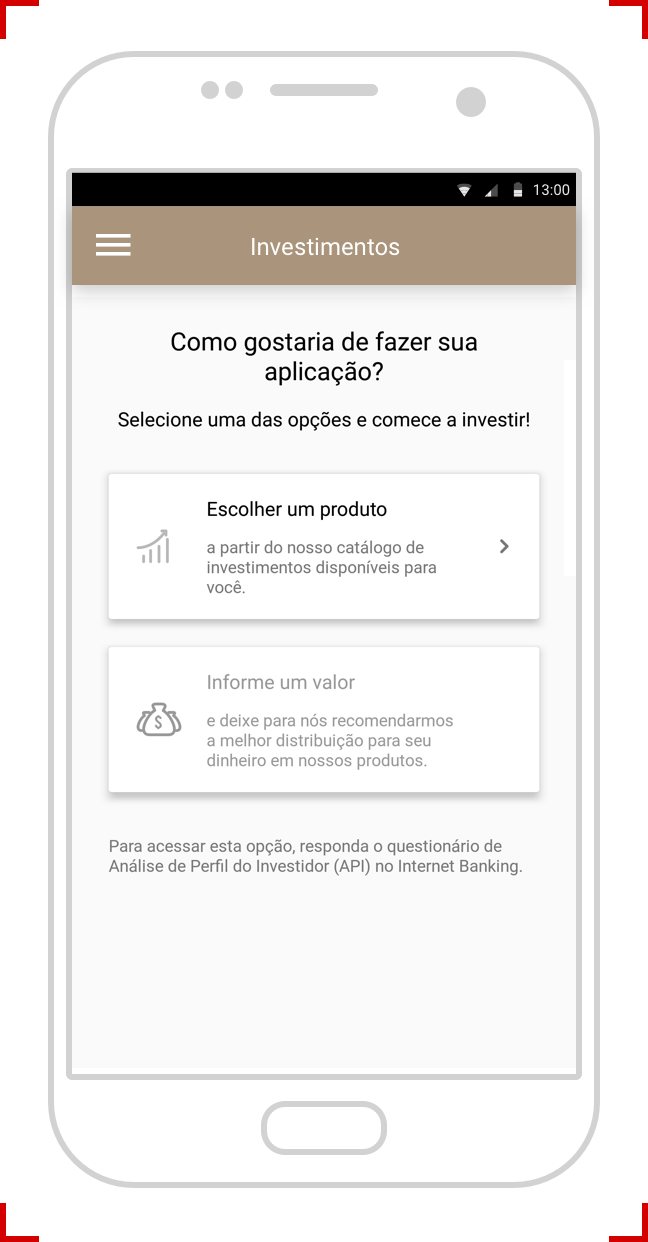 13:00
Investimentos
Como gostaria de fazer sua
aplicação?
Selecione uma das opções e comece a investir!
Escolher um produto
a partir do nosso catálogo de
investimentos disponíveis para
você.
Informe um valor
e deixe para nós recomendarmos
a melhor distribuição para seu
dinheiro em nossos produtos.
Para acessar esta opção, responda o questionário de
Análise de Perfil do Investidor (API) no Internet Banking.